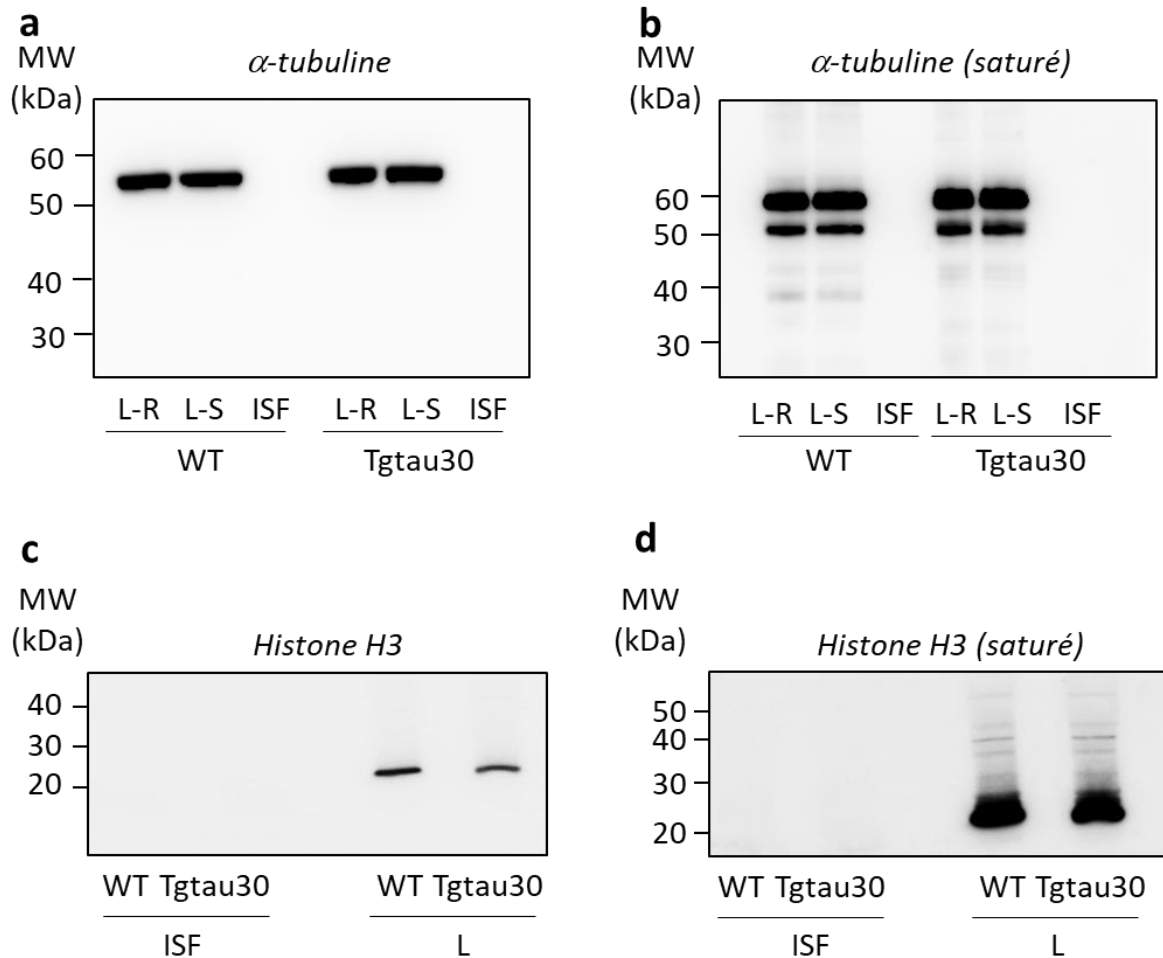 a
MW
(kDa)
α-tubuline
60
50
40
30
L-R L-S ISF L-R L-S ISF
WT Tgtau30
b
MW
(kDa)
α-tubuline (saturé)
60
50
40
30
L-R L-S ISF L-R L-S ISF
WT Tgtau30
c
MW
(kDa)
Histone H3
40
30
20
WT Tgtau30 WT Tgtau30
ISF L
d
MW
(kDa)
Histone H3 (saturé)
50
40
30
20
WT Tgtau30 WT Tgtau30
ISF L